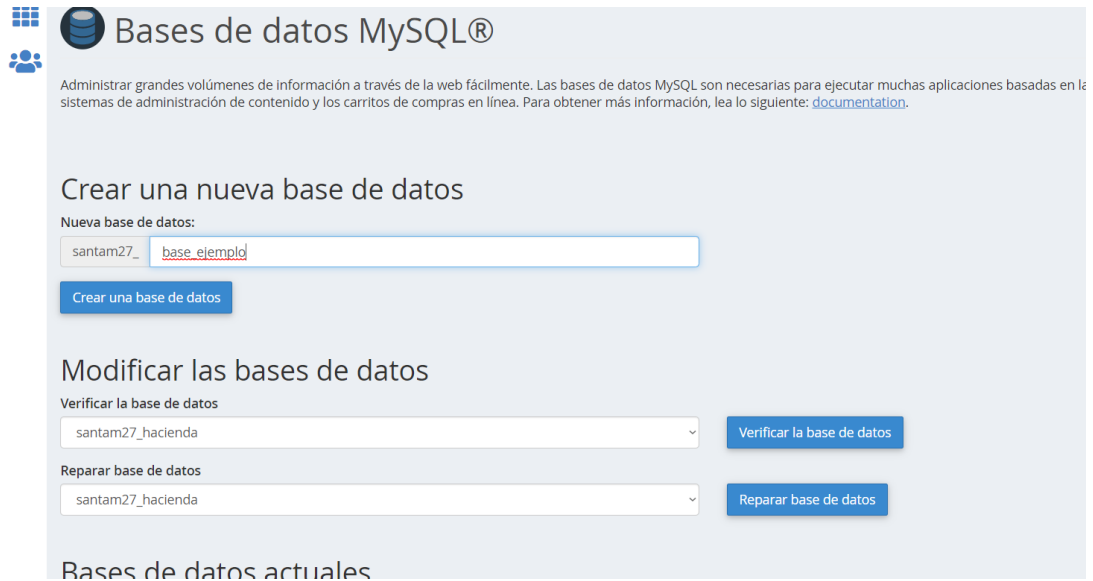 Bases de datos MySQL®
Administrar grandes volúmenes de información a través de la web fácilmente. Las bases de datos MySQL son necesarias para ejecutar muchas aplicaciones basadas en la
sistemas de administración de contenido y los carritos de compras en línea. Para obtener más información, lea lo siguiente: documentation.
Crear una nueva base de datos
Nueva base de datos:
santam27_ base_ejemplo
Crear una base de datos
Modificar las bases de datos
Verificar la base de datos
santam27_hacienda Verificar la base de datos
Reparar base de datos
santam27_hacienda Reparar base de datos
Bases de datos actuales